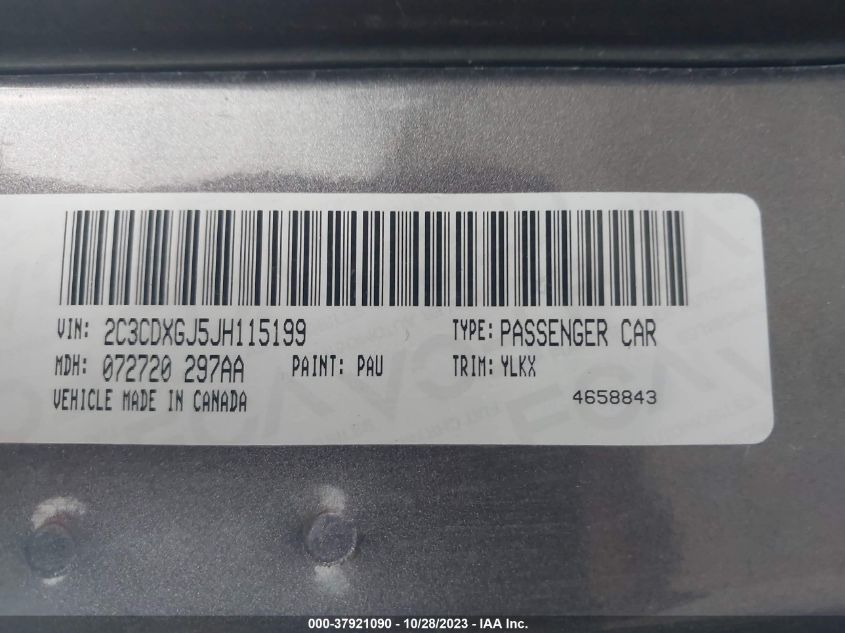 VIN: 2C3CDXGJ5JH115199 TYPE: PASSENGER CAR
MDH: 072720 297AA PAINT: PAU TRIM: YLKX
VEHICLE MADE IN CANADA 4658843
000-37921090 - 10/28/2023 - IAA Inc.